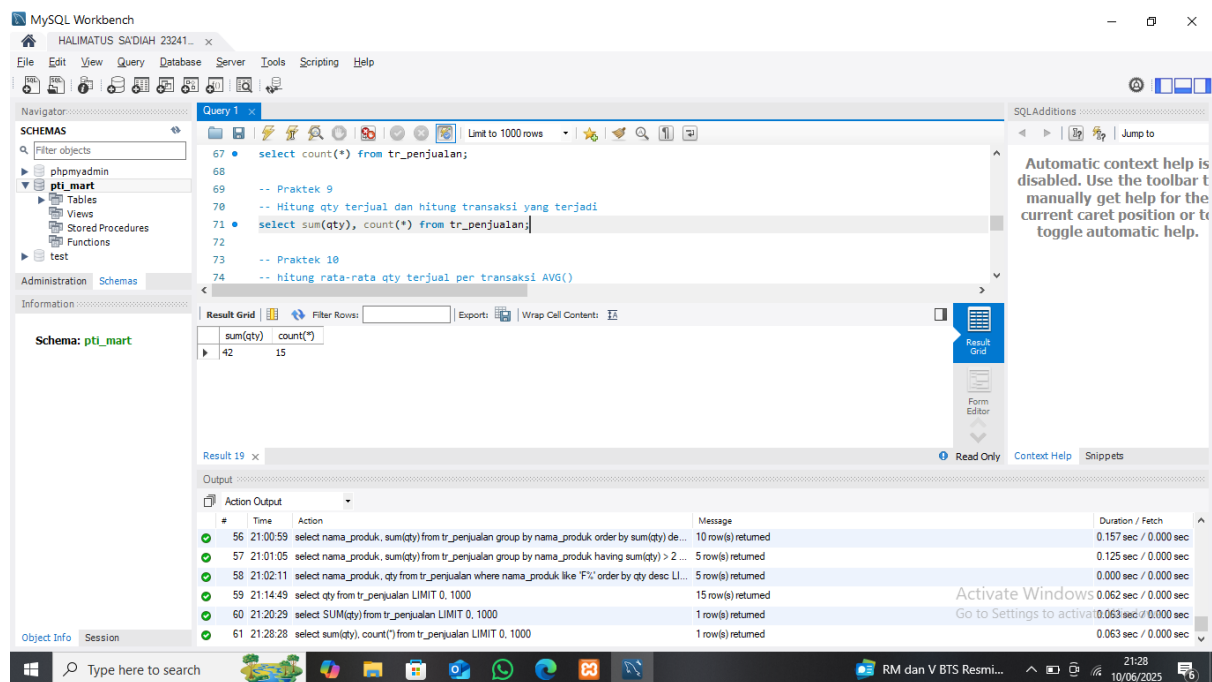 MySQL Workbench
HALIMATUS SA'DIAH 23241...
File Edit View Query Database Server Tools Scripting Help
Navigator
SCHEMAS
Filter objects
phpmyadmin
pti_mart
Tables
Views
Stored Procedures
Functions
test
Administration Schemas
Information
Schema: pti_mart
Object Info Session
Query 1
Limit to 1000 rows
67 select count(*) from tr_penjualan;
68
69 -- Praktek 9
70 -- Hitung qty terjual dan hitung transaksi yang terjadi
71 select sum(qty), count(*) from tr_penjualan;
72
73 -- Praktek 10
74 -- hitung rata-rata qty terjual per transaksi AVG()
Result Grid Filter Rows: Export: Wrap Cell Content:
sum(qty) count(*)
42 15
Result Grid
Form Editor
Result 19
Read Only
SQLAdditions
Jump to
Automatic context help is
disabled. Use the toolbar t
manually get help for the
current caret position or to
toggle automatic help.
Context Help Snippets
Output
Action Output
# Time Action Message Duration / Fetch
56 21:00:59 select nama_produk, sum(qty) from tr_penjualan group by nama_produk order by sum(qty) de... 10 row(s) returned 0.157 sec / 0.000 sec
57 21:01:05 select nama_produk, sum(qty) from tr_penjualan group by nama_produk having sum(qty) > 2 ... 5 row(s) returned 0.125 sec / 0.000 sec
58 21:02:11 select nama_produk, qty from tr_penjualan where nama_produk like 'F%' order by qty desc LI... 5 row(s) returned 0.000 sec / 0.000 sec
59 21:14:49 select qty from tr_penjualan LIMIT 0, 1000 15 row(s) returned 0.062 sec / 0.000 sec
60 21:20:29 select SUM(qty) from tr_penjualan LIMIT 0, 1000 1 row(s) returned 0.063 sec / 0.000 sec
61 21:28:28 select sum(qty), count(*) from tr_penjualan LIMIT 0, 1000 1 row(s) returned 0.063 sec / 0.000 sec
Activate Windows
Go to Settings to activate Windows.
Type here to search
RM dan V BTS Resmi...
21:28
10/06/2025
6